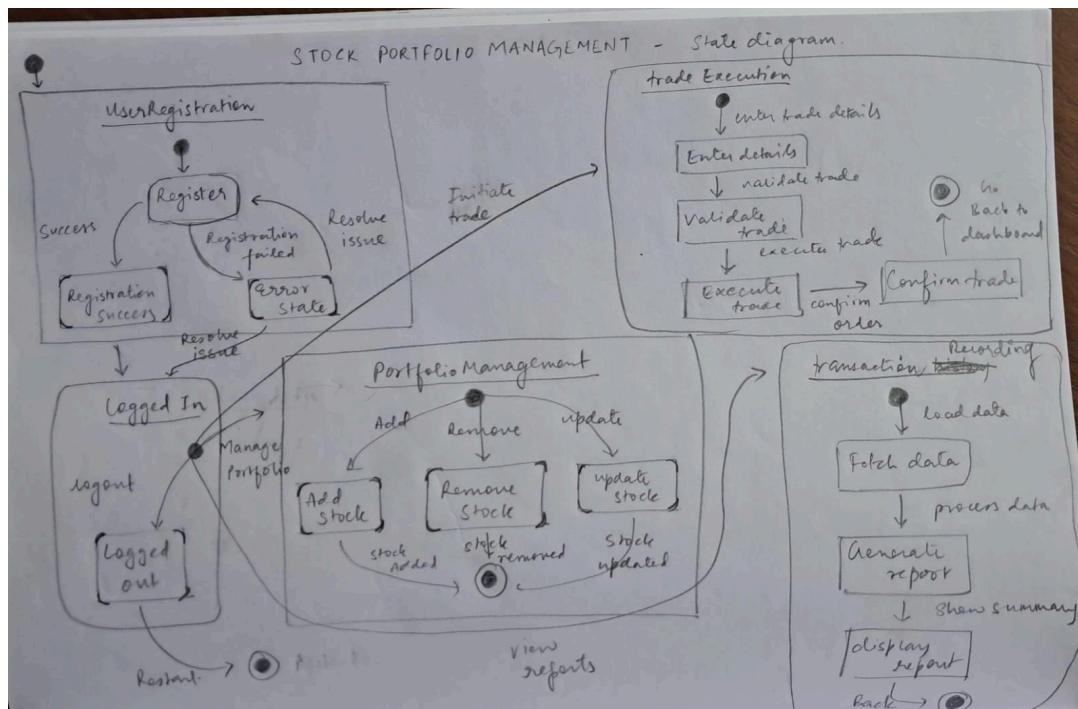 STOCK PORTFOLIO MANAGEMENT - State diagram.
UserRegistration
Register
Success
Registration
failed
Resolve
issue
Registration
Success
Error
State
Resolve
issue
Initiate
trade
trade Execution
enter trade details
Enter details
validate trade
Validate
trade
execute trade
Execute
trade
confirm
order
Confirm trade
Go
Back to
dashboard
Logged In
Manage
Portfolio
logout
Logged
out
Restart
Portfolio Management
Add
Remove
update
Add
Stock
Remove
Stock
update
Stock
Stock
Added
stock
removed
Stock
updated
view
reports
transaction Recording
load data
Fetch data
process data
Generate
report
Show summary
display
report
Back